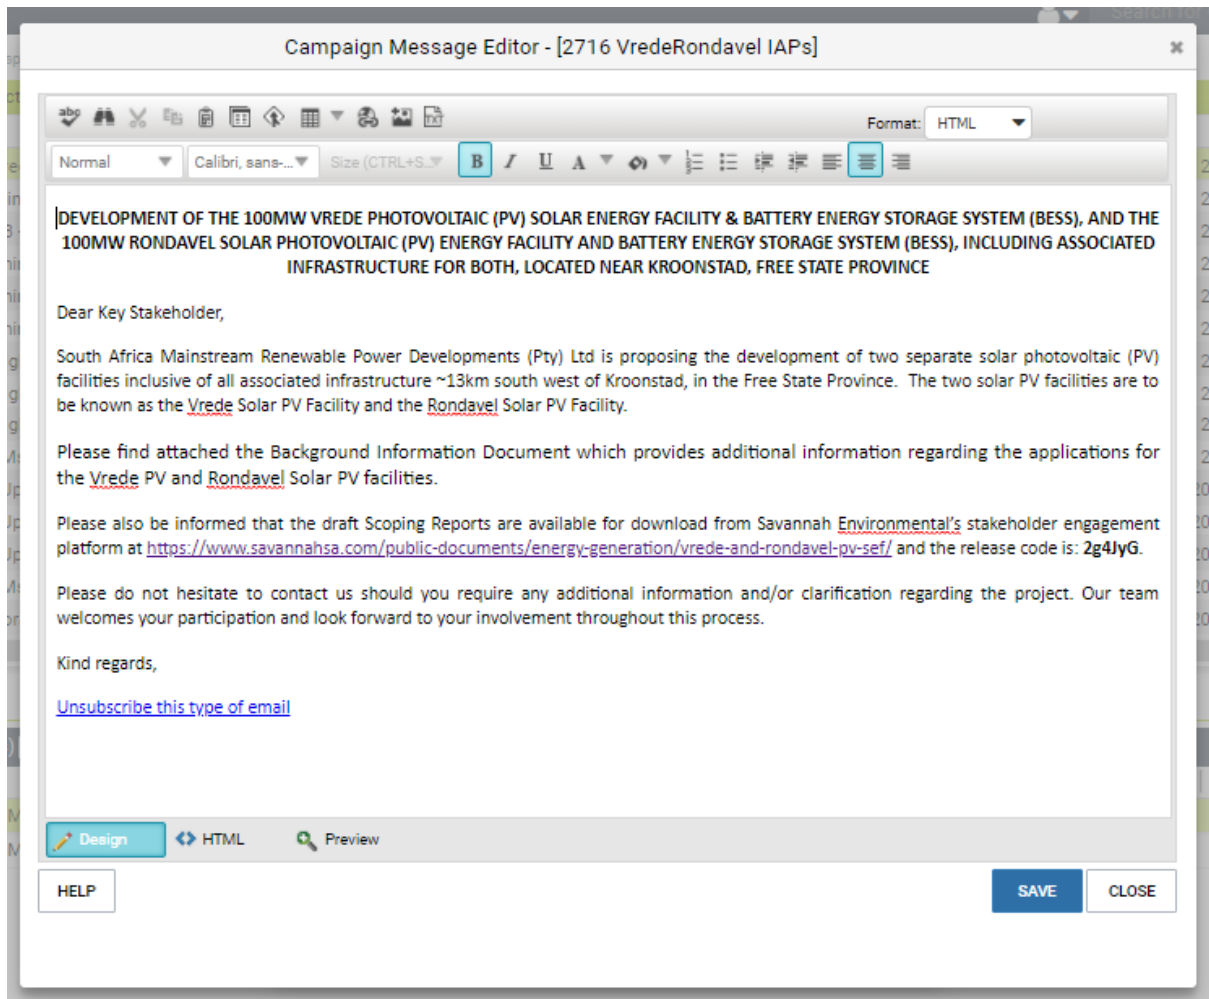 Search for
Campaign Message Editor - [2716 VredeRondavel IAPs]
abc
TXT
Format: HTML
Normal Calibri, sans-... Size (CTRL+S... B I U A
DEVELOPMENT OF THE 100MW VREDE PHOTOVOLTAIC (PV) SOLAR ENERGY FACILITY & BATTERY ENERGY STORAGE SYSTEM (BESS), AND THE
100MW RONDAVEL SOLAR PHOTOVOLTAIC (PV) ENERGY FACILITY AND BATTERY ENERGY STORAGE SYSTEM (BESS), INCLUDING ASSOCIATED
INFRASTRUCTURE FOR BOTH, LOCATED NEAR KROONSTAD, FREE STATE PROVINCE
Dear Key Stakeholder,
South Africa Mainstream Renewable Power Developments (Pty) Ltd is proposing the development of two separate solar photovoltaic (PV)
facilities inclusive of all associated infrastructure ~13km south west of Kroonstad, in the Free State Province. The two solar PV facilities are to
be known as the Vrede Solar PV Facility and the Rondavel Solar PV Facility.
Please find attached the Background Information Document which provides additional information regarding the applications for
the Vrede PV and Rondavel Solar PV facilities.
Please also be informed that the draft Scoping Reports are available for download from Savannah Environmental's stakeholder engagement
platform at https://www.savannahsa.com/public-documents/energy-generation/vrede-and-rondavel-pv-sef/ and the release code is: 2g4JyG.
Please do not hesitate to contact us should you require any additional information and/or clarification regarding the project. Our team
welcomes your participation and look forward to your involvement throughout this process.
Kind regards,
Unsubscribe this type of email
Design HTML Preview
HELP SAVE CLOSE